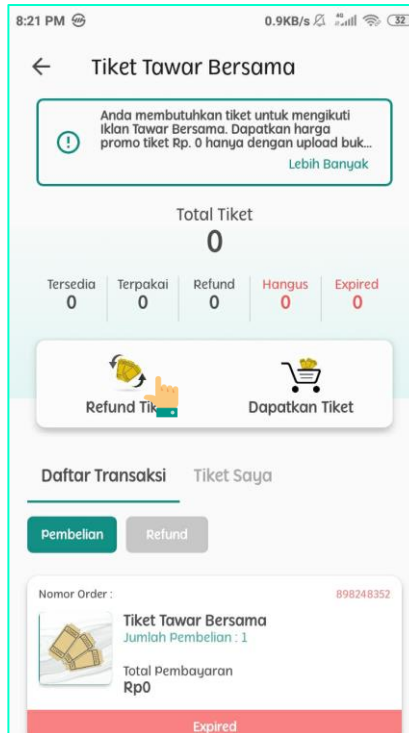 8:21 PM 0.9KB/s 4G 32
Tiket Tawar Bersama
Anda membutuhkan tiket untuk mengikuti
Iklan Tawar Bersama. Dapatkan harga
promo tiket Rp. 0 hanya dengan upload buk...
Lebih Banyak
Total Tiket
0
Tersedia Terpakai Refund Hangus Expired
0 0 0 0 0
Refund Dapatkan Tiket
Daftar Transaksi Tiket Saya
Pembelian Refund
Nomor Order : 898248352
Tiket Tawar Bersama
Jumlah Pembelian : 1
Total Pembayaran
Rp0
Expired